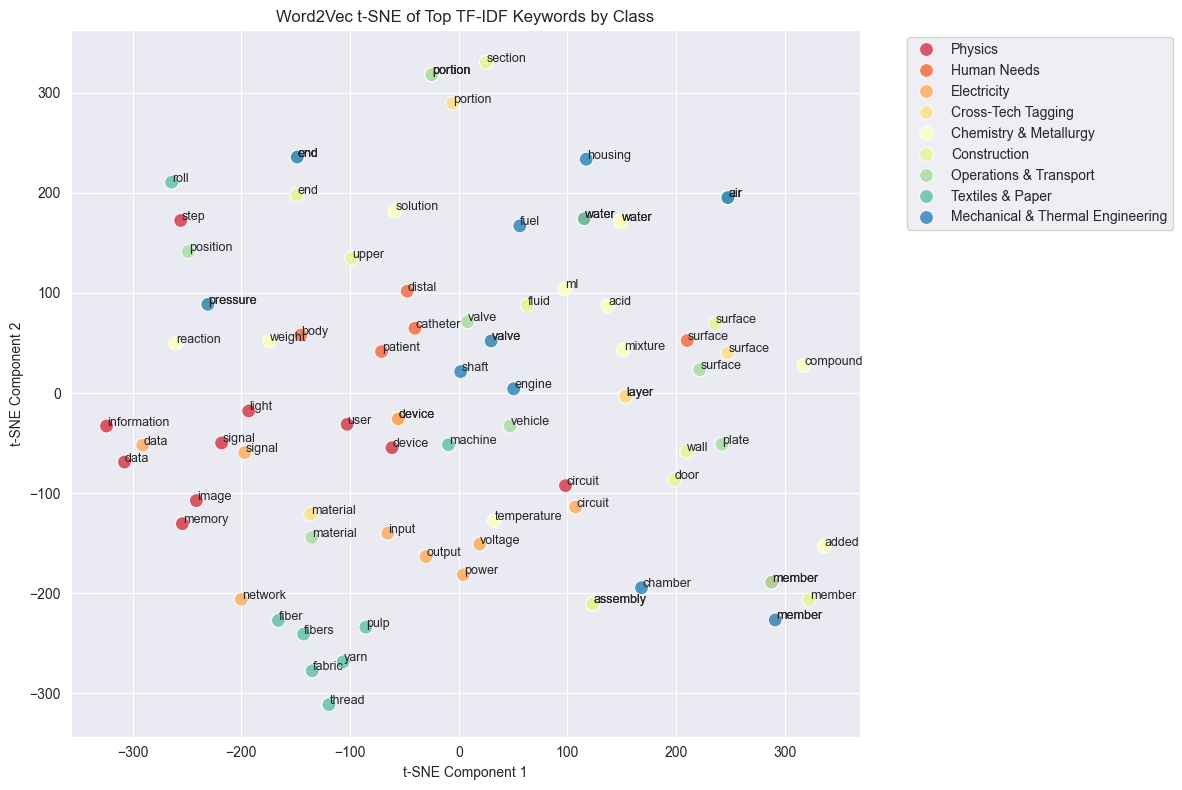 Word2Vec t-SNE of Top TF-IDF Keywords by Class
section
portion
portion
end
housing
end
roll
air
solution
step
water
water
fuel
position
upper
ml
distal
pressure
fluid
acid
valve
surface
catheter
body
weight
reaction
valve
surface
patient
mixture
surface
compound
shaft
surface
engine
layer
light
device
information
user
vehicle
signal
data
signal
device
machine
plate
wall
data
door
circuit
image
circuit
memory
material
temperature
material
input
voltage
added
output
power
member
chamber
network
assembly
member
fiber
member
pulp
fibers
yarn
fabric
thread
300
200
100
0
−100
−200
−300
−300
−200
−100
0
100
200
300
t-SNE Component 1
t-SNE Component 2
Physics
Human Needs
Electricity
Cross-Tech Tagging
Chemistry & Metallurgy
Construction
Operations & Transport
Textiles & Paper
Mechanical & Thermal Engineering